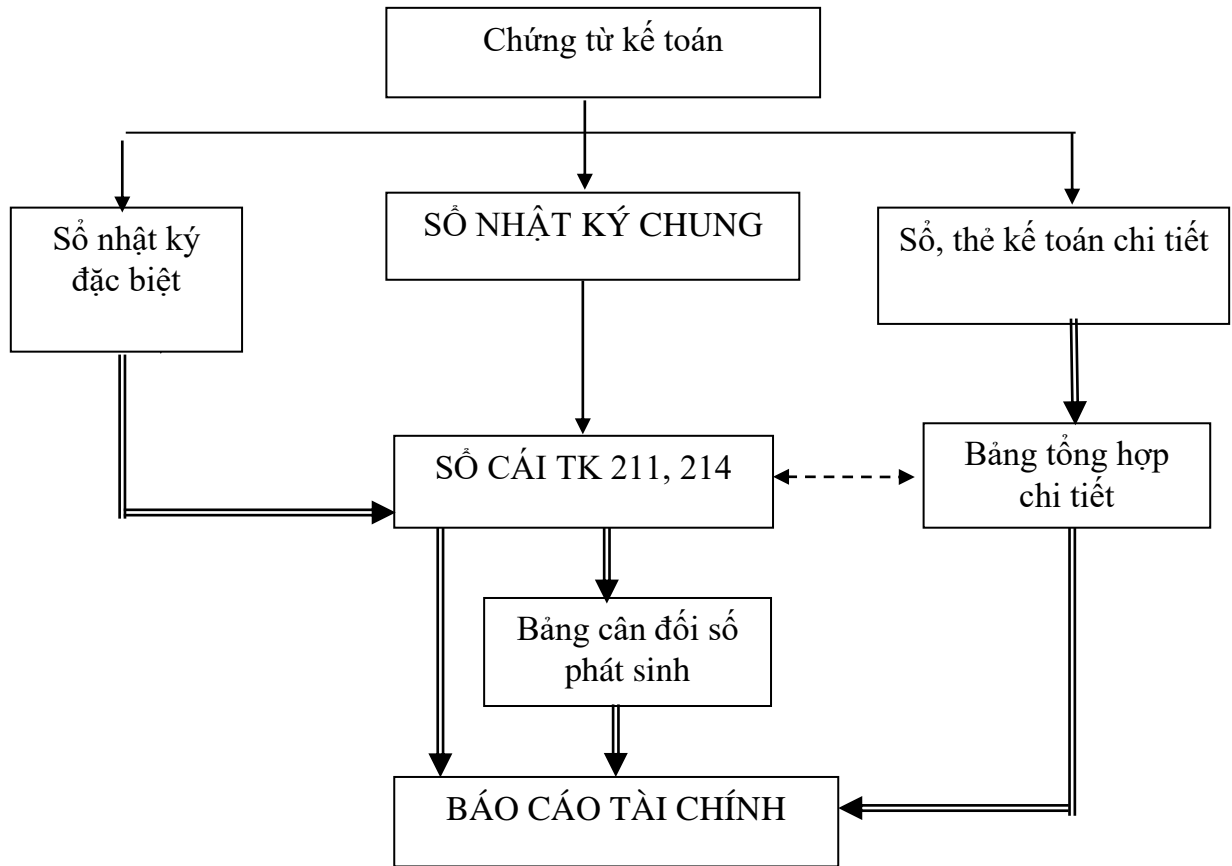 Chứng từ kế toán
Sổ nhật ký
đặc biệt
SỔ NHẬT KÝ CHUNG
Sổ, thẻ kế toán chi tiết
SỔ CÁI TK 211, 214
Bảng tổng hợp
chi tiết
Bảng cân đối số
phát sinh
BÁO CÁO TÀI CHÍNH